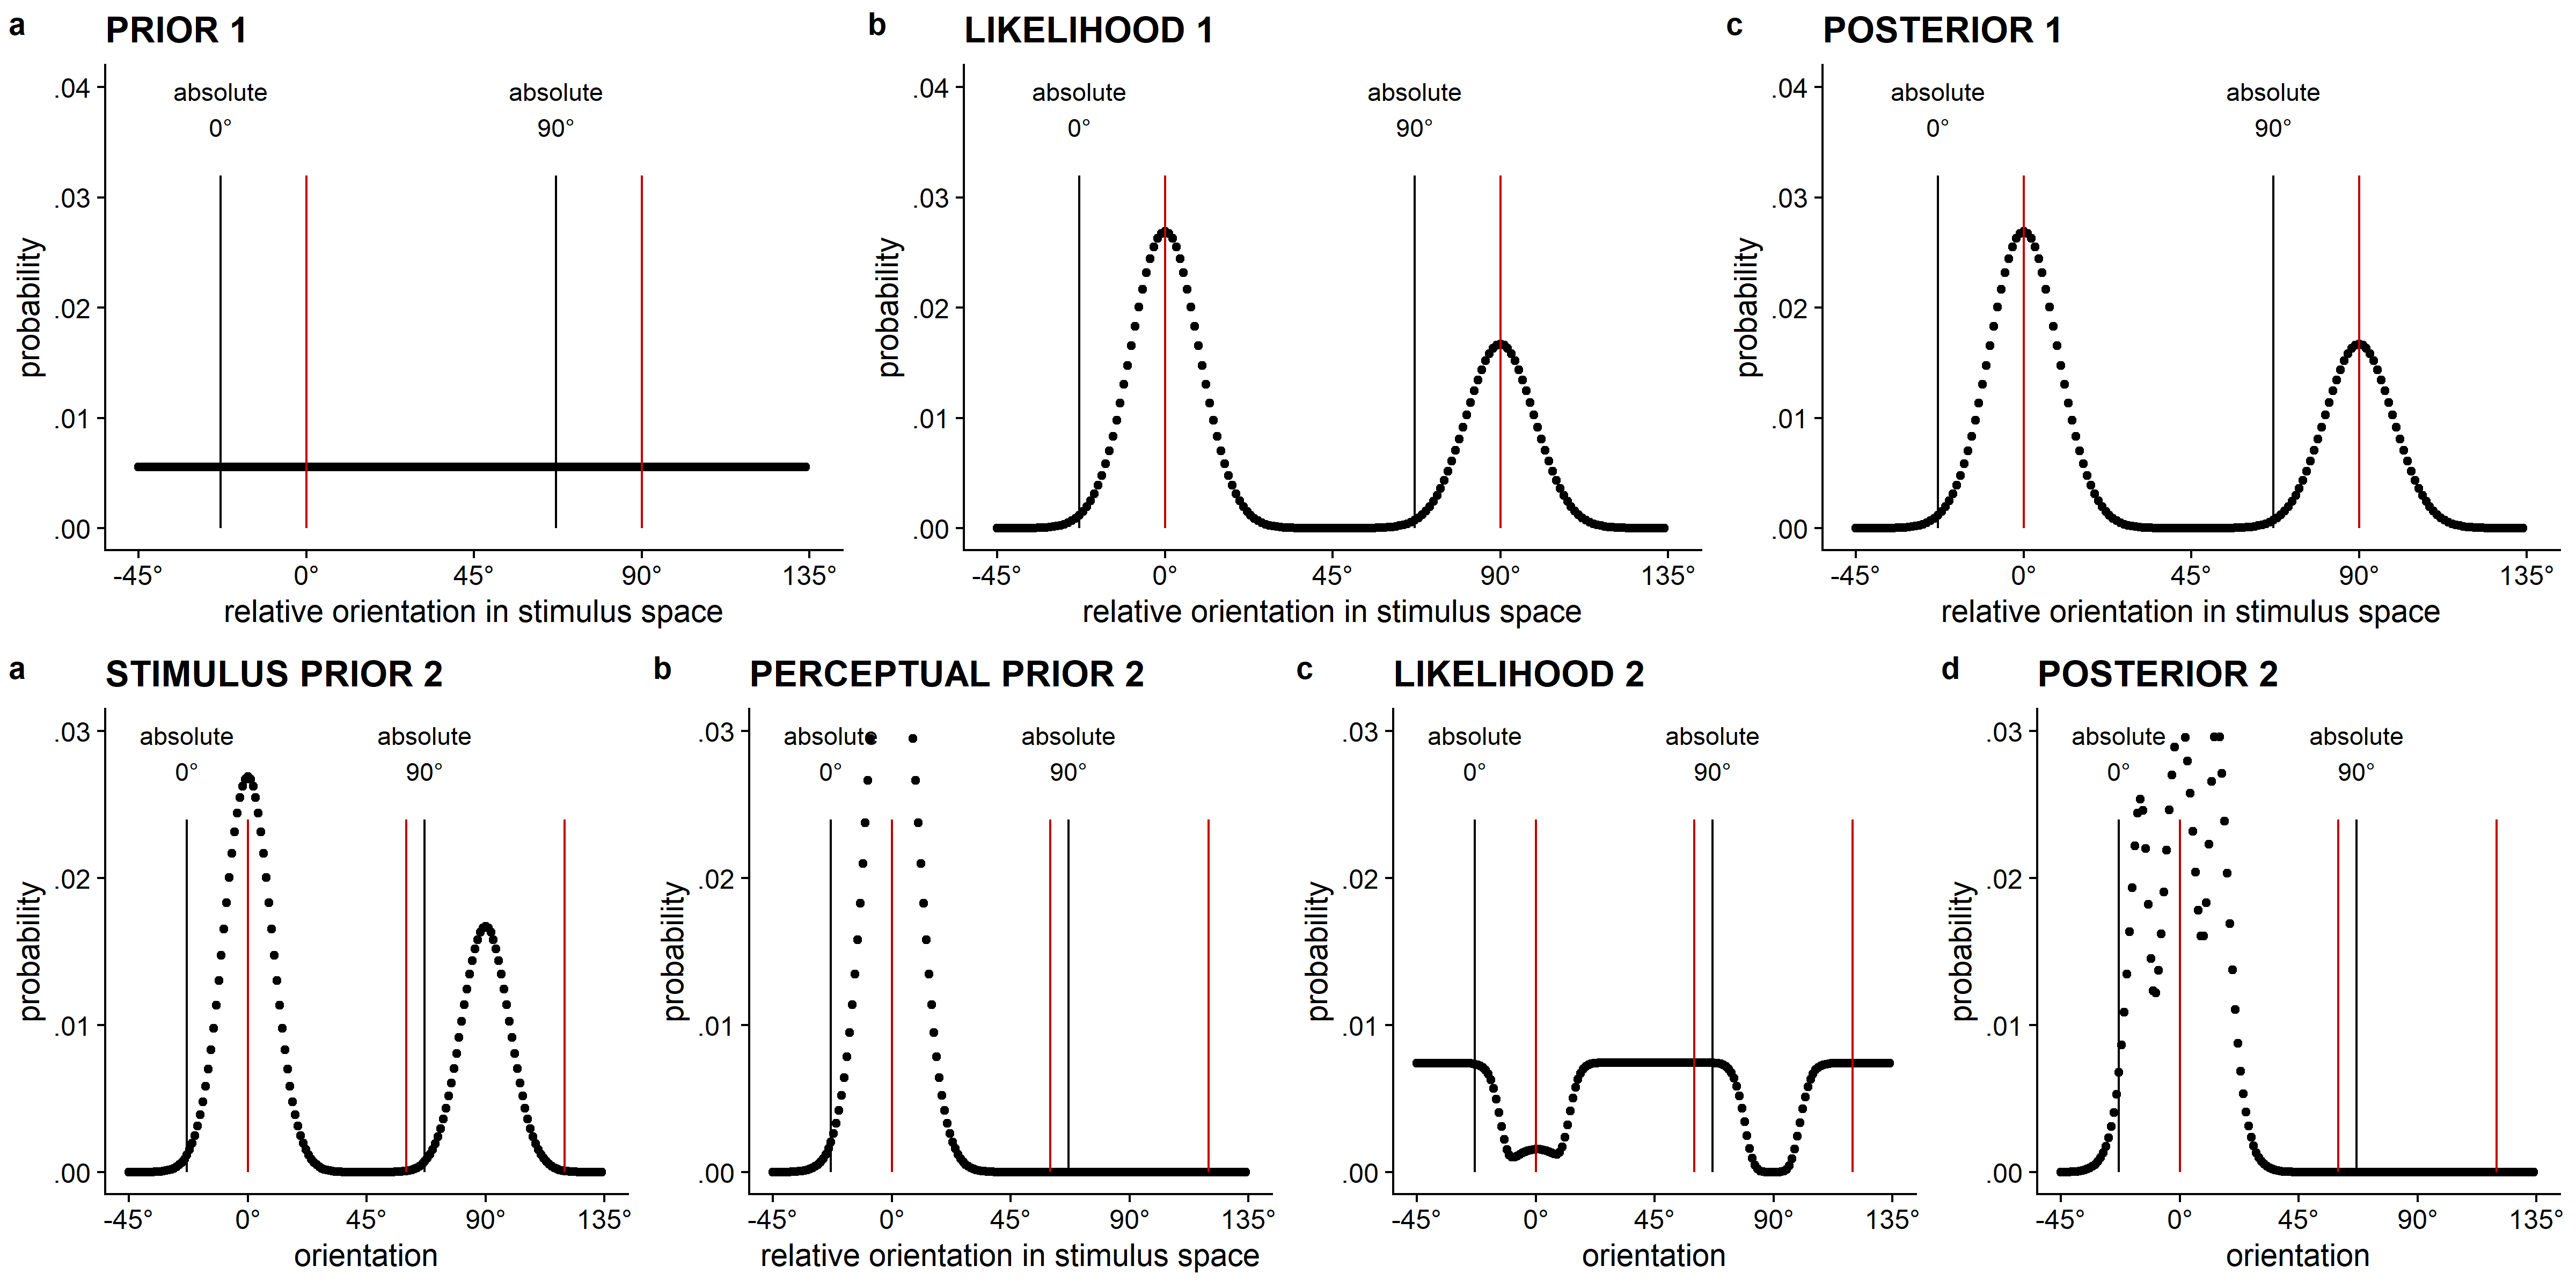 a PRIOR 1
.04
.03
.02
.01
.00
absolute
0°
absolute
90°
probability
-45° 0° 45° 90° 135°
relative orientation in stimulus space
b LIKELIHOOD 1
.04
.03
.02
.01
.00
absolute
0°
absolute
90°
probability
-45° 0° 45° 90° 135°
relative orientation in stimulus space
c POSTERIOR 1
.04
.03
.02
.01
.00
absolute
0°
absolute
90°
probability
-45° 0° 45° 90° 135°
relative orientation in stimulus space
a STIMULUS PRIOR 2
.03
.02
.01
.00
absolute
0°
absolute
90°
probability
-45° 0° 45° 90° 135°
orientation
b PERCEPTUAL PRIOR 2
.03
.02
.01
.00
absolute
0°
absolute
90°
probability
-45° 0° 45° 90° 135°
relative orientation in stimulus space
c LIKELIHOOD 2
.03
.02
.01
.00
absolute
0°
absolute
90°
probability
-45° 0° 45° 90° 135°
orientation
d POSTERIOR 2
.03
.02
.01
.00
absolute
0°
absolute
90°
probability
-45° 0° 45° 90° 135°
orientation